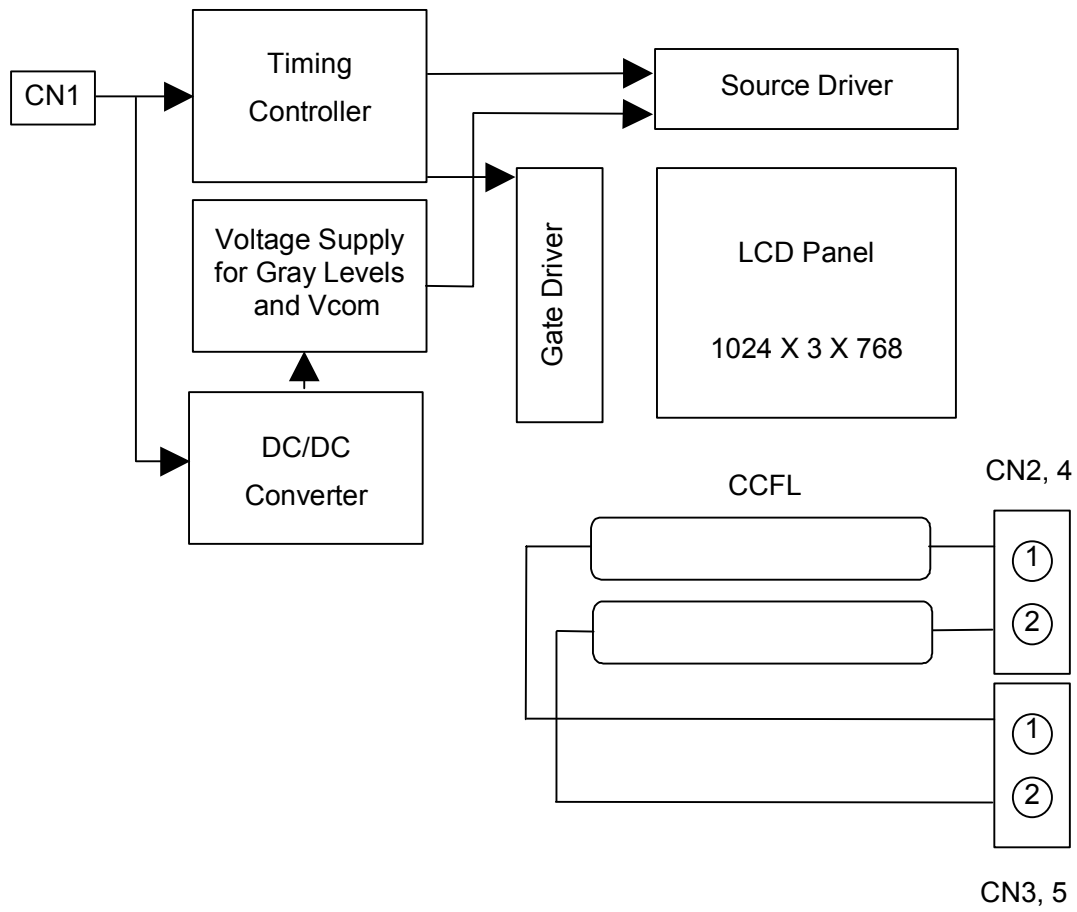 CN1
Timing
Controller
Source Driver
Voltage Supply
for Gray Levels
and Vcom
Gate Driver
LCD Panel
1024 X 3 X 768
DC/DC
Converter
CCFL
CN2, 4
1
2
1
2
CN3, 5